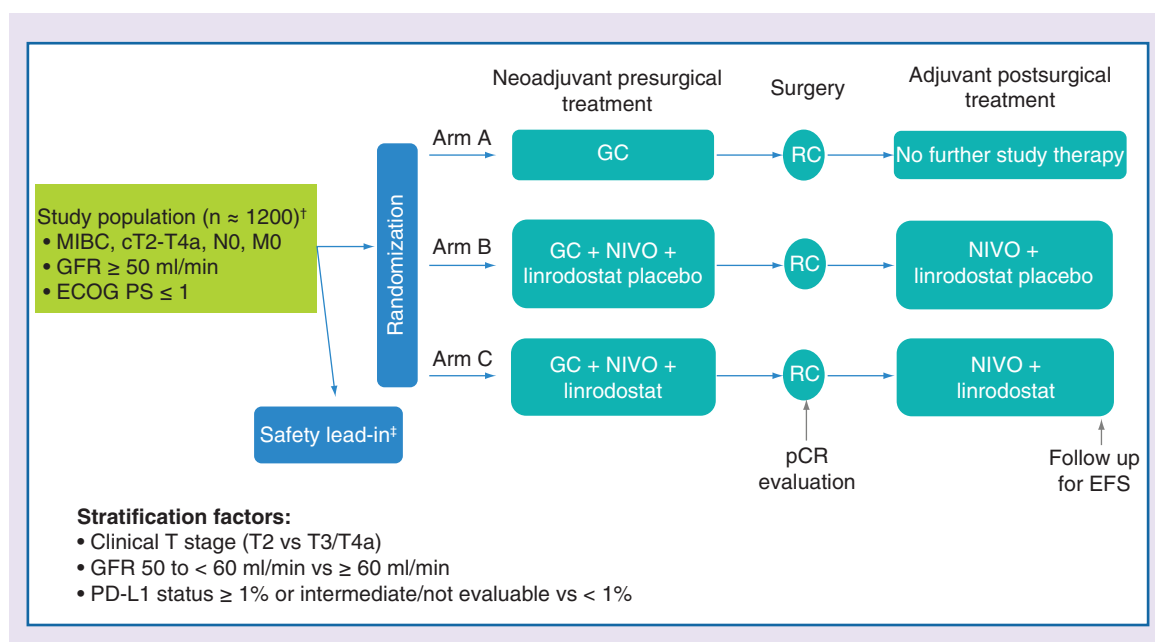 Neoadjuvant presurgical
treatment
Surgery
Adjuvant postsurgical
treatment
Arm A
GC
RC
No further study therapy
Study population (n ≈ 1200)†
• MIBC, cT2-T4a, N0, M0
• GFR ≥ 50 ml/min
• ECOG PS ≤ 1
Randomization
Arm B
GC + NIVO +
linrodostat placebo
RC
NIVO +
linrodostat placebo
Arm C
GC + NIVO +
linrodostat
RC
NIVO +
linrodostat
Safety lead-in‡
pCR
evaluation
Follow up
for EFS
Stratification factors:
• Clinical T stage (T2 vs T3/T4a)
• GFR 50 to < 60 ml/min vs ≥ 60 ml/min
• PD-L1 status ≥ 1% or intermediate/not evaluable vs < 1%